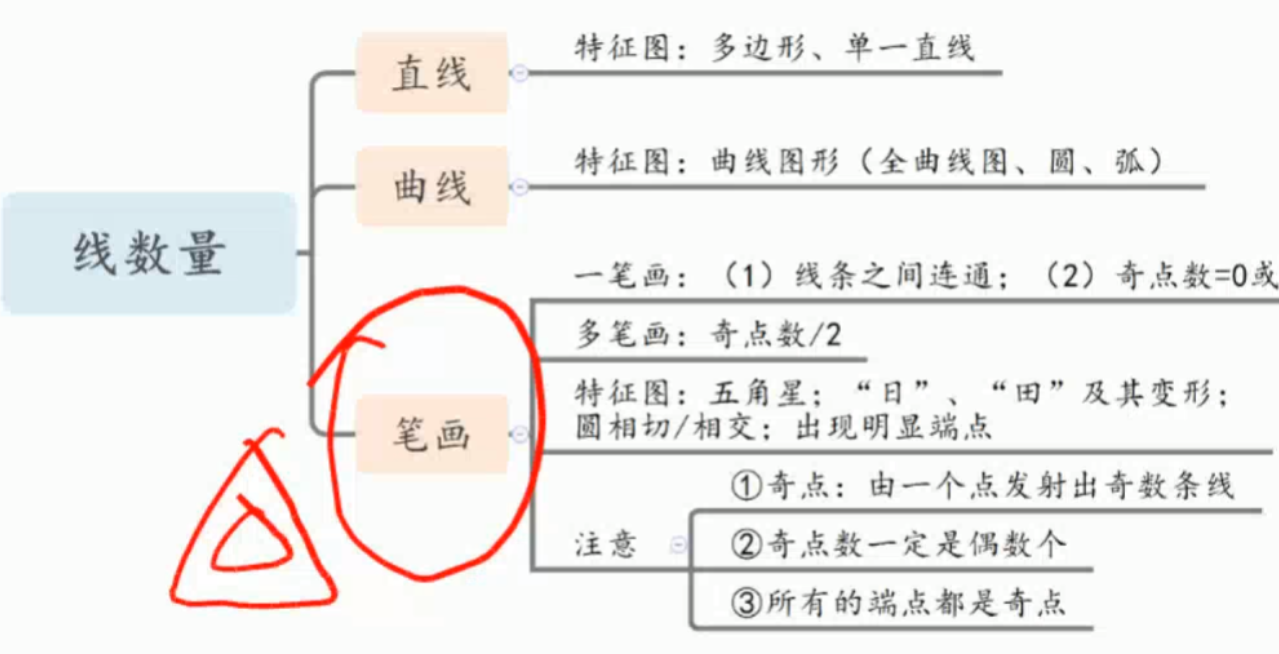 线数量
直线
特征图：多边形、单一直线
曲线
特征图：曲线图形（全曲线图、圆、弧）
笔画
一笔画：（1）线条之间连通；（2）奇点数=0或
多笔画：奇点数/2
特征图：五角星；“日”、“田”及其变形；
圆相切/相交；出现明显端点
注意
①奇点：由一个点发射出奇数条线
②奇点数一定是偶数个
③所有的端点都是奇点